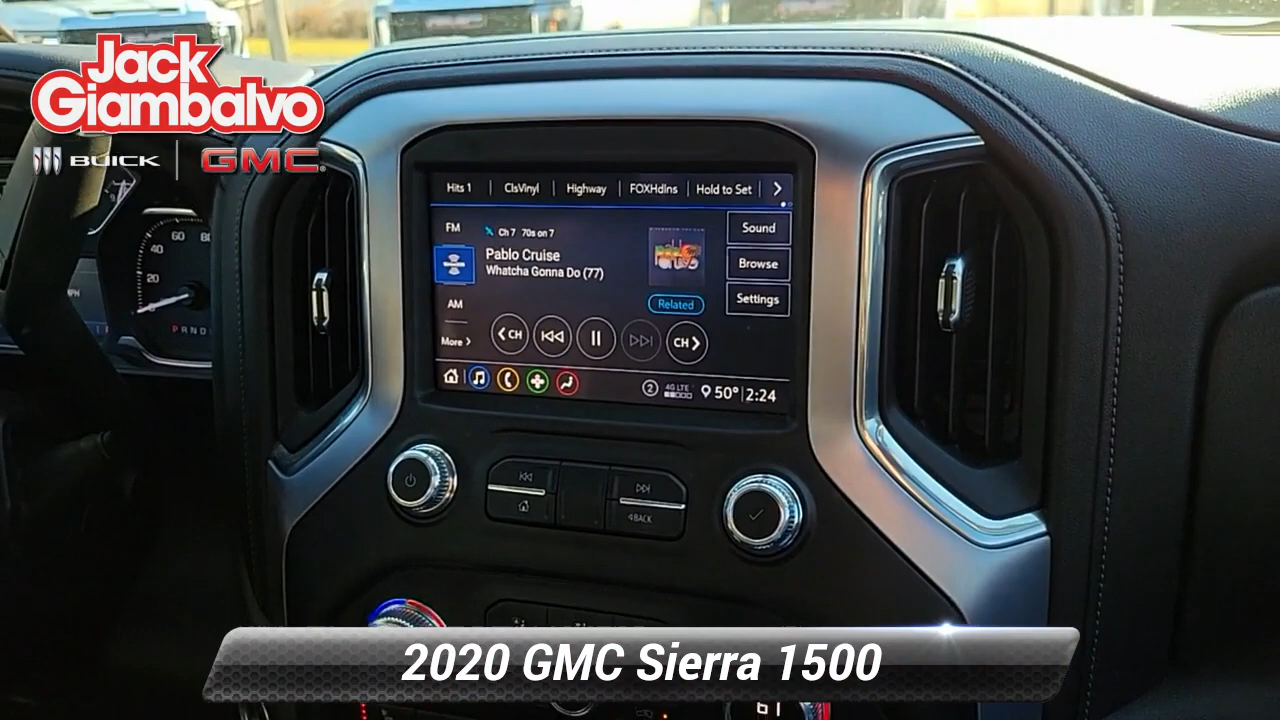 Jack
Giambalvo
BUICK | GMC
60
40
20
P R N D
Hits 1 | ClsVinyl | Highway | FOXHdlns | Hold to Set
FM
Ch 7 70s on 7
Pablo Cruise
Whatcha Gonna Do (77)
Sound
Browse
Settings
Related
AM
More
CH
CH
2
4G LTE
50° | 2:24
BACK
61
2020 GMC Sierra 1500